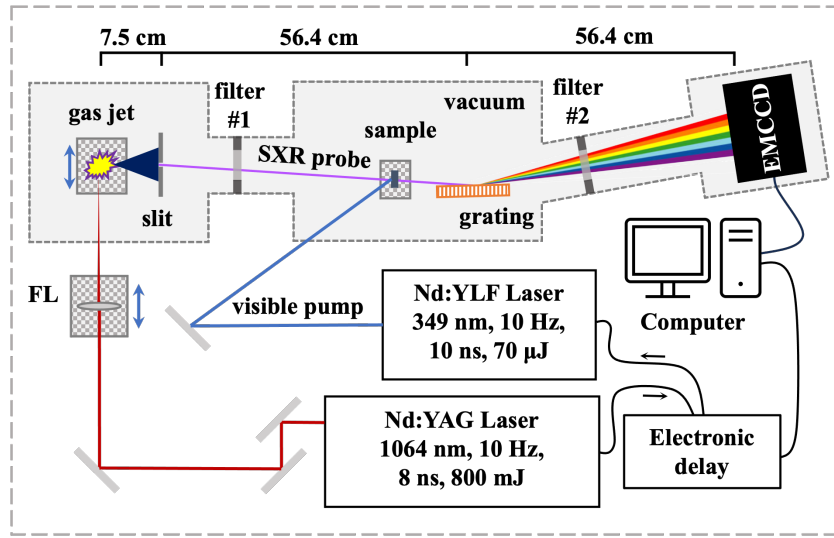 7.5 cm
56.4 cm
56.4 cm
gas jet
filter
#1
vacuum
filter
#2
EMCCD
sample
SXR probe
slit
grating
FL
visible pump
Nd:YLF Laser
349 nm, 10 Hz,
10 ns, 70 μJ
Computer
Nd:YAG Laser
1064 nm, 10 Hz,
8 ns, 800 mJ
Electronic
delay